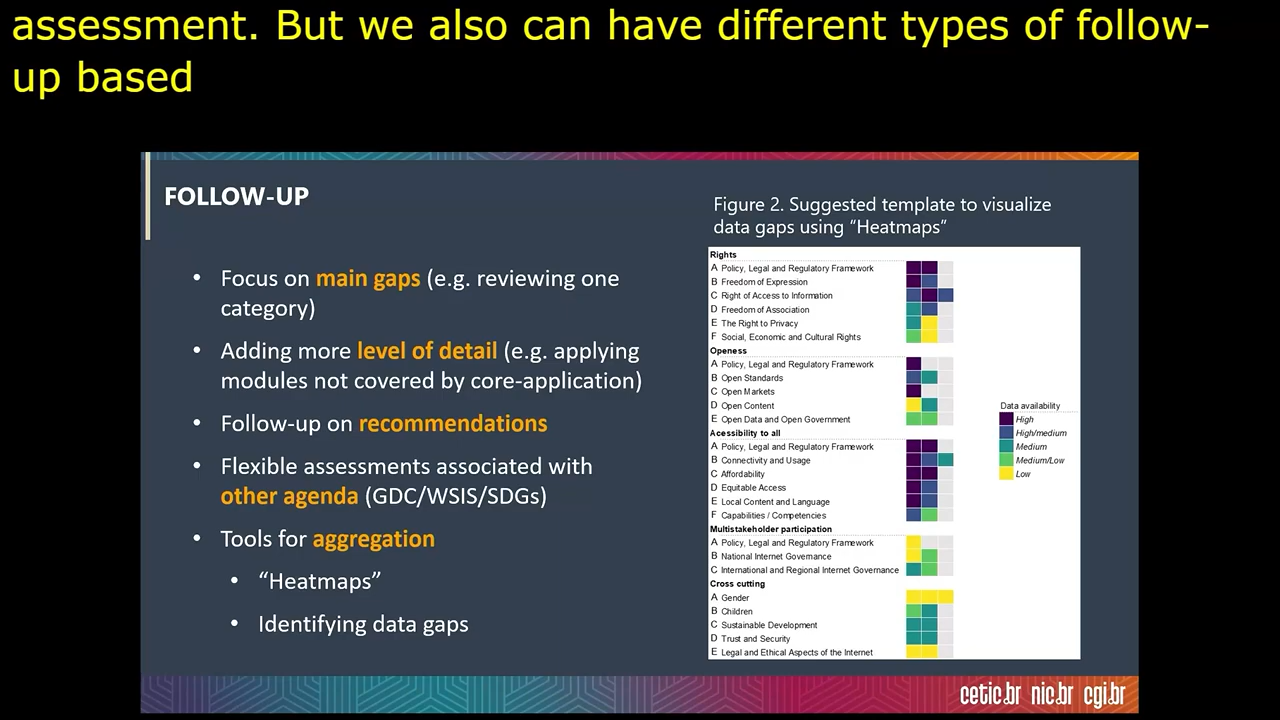 assessment. But we also can have different types of follow-
up based
FOLLOW-UP
• Focus on main gaps (e.g. reviewing one
category)
• Adding more level of detail (e.g. applying
modules not covered by core-application)
• Follow-up on recommendations
• Flexible assessments associated with
other agenda (GDC/WSIS/SDGs)
• Tools for aggregation
• “Heatmaps”
• Identifying data gaps
Figure 2. Suggested template to visualize
data gaps using “Heatmaps”
Rights
A Policy, Legal and Regulatory Framework
B Freedom of Expression
C Right of Access to Information
D Freedom of Association
E The Right to Privacy
F Social, Economic and Cultural Rights
Openess
A Policy, Legal and Regulatory Framework
B Open Standards
C Open Markets
D Open Content
E Open Data and Open Government
Acessibility to all
A Policy, Legal and Regulatory Framework
B Connectivity and Usage
C Affordability
D Equitable Access
E Local Content and Language
F Capabilities / Competencies
Multistakeholder participation
A Policy, Legal and Regulatory Framework
B National Internet Governance
C International and Regional Internet Governance
Cross cutting
A Gender
B Children
C Sustainable Development
D Trust and Security
E Legal and Ethical Aspects of the Internet
Data availability
High
High/medium
Medium
Medium/Low
Low
cetic.br nic.br cgi.br